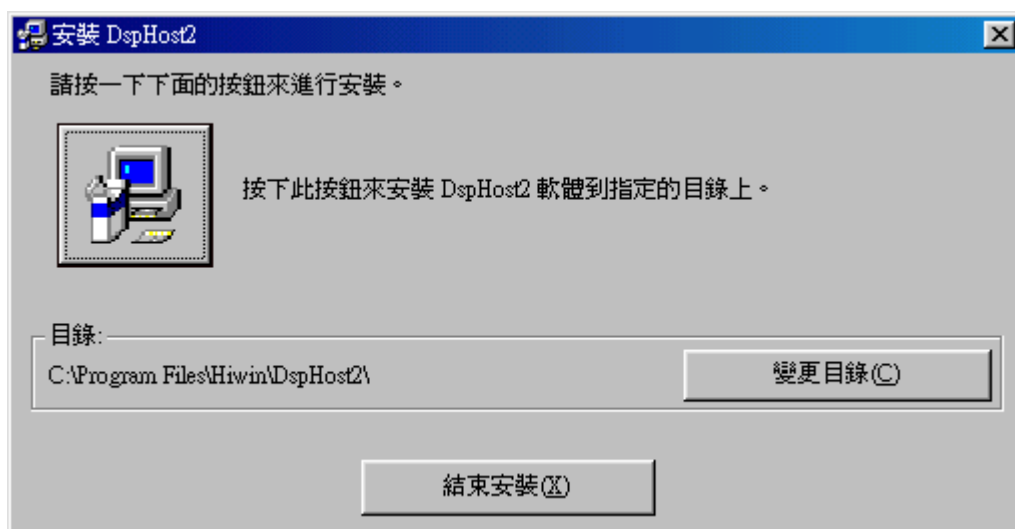 安裝 DspHost2
請按一下下面的按鈕來進行安裝。
按下此按鈕來安裝 DspHost2 軟體到指定的目錄上。
目錄:
C:\Program Files\Hiwin\DspHost2\
變更目錄(C)
結束安裝(X)